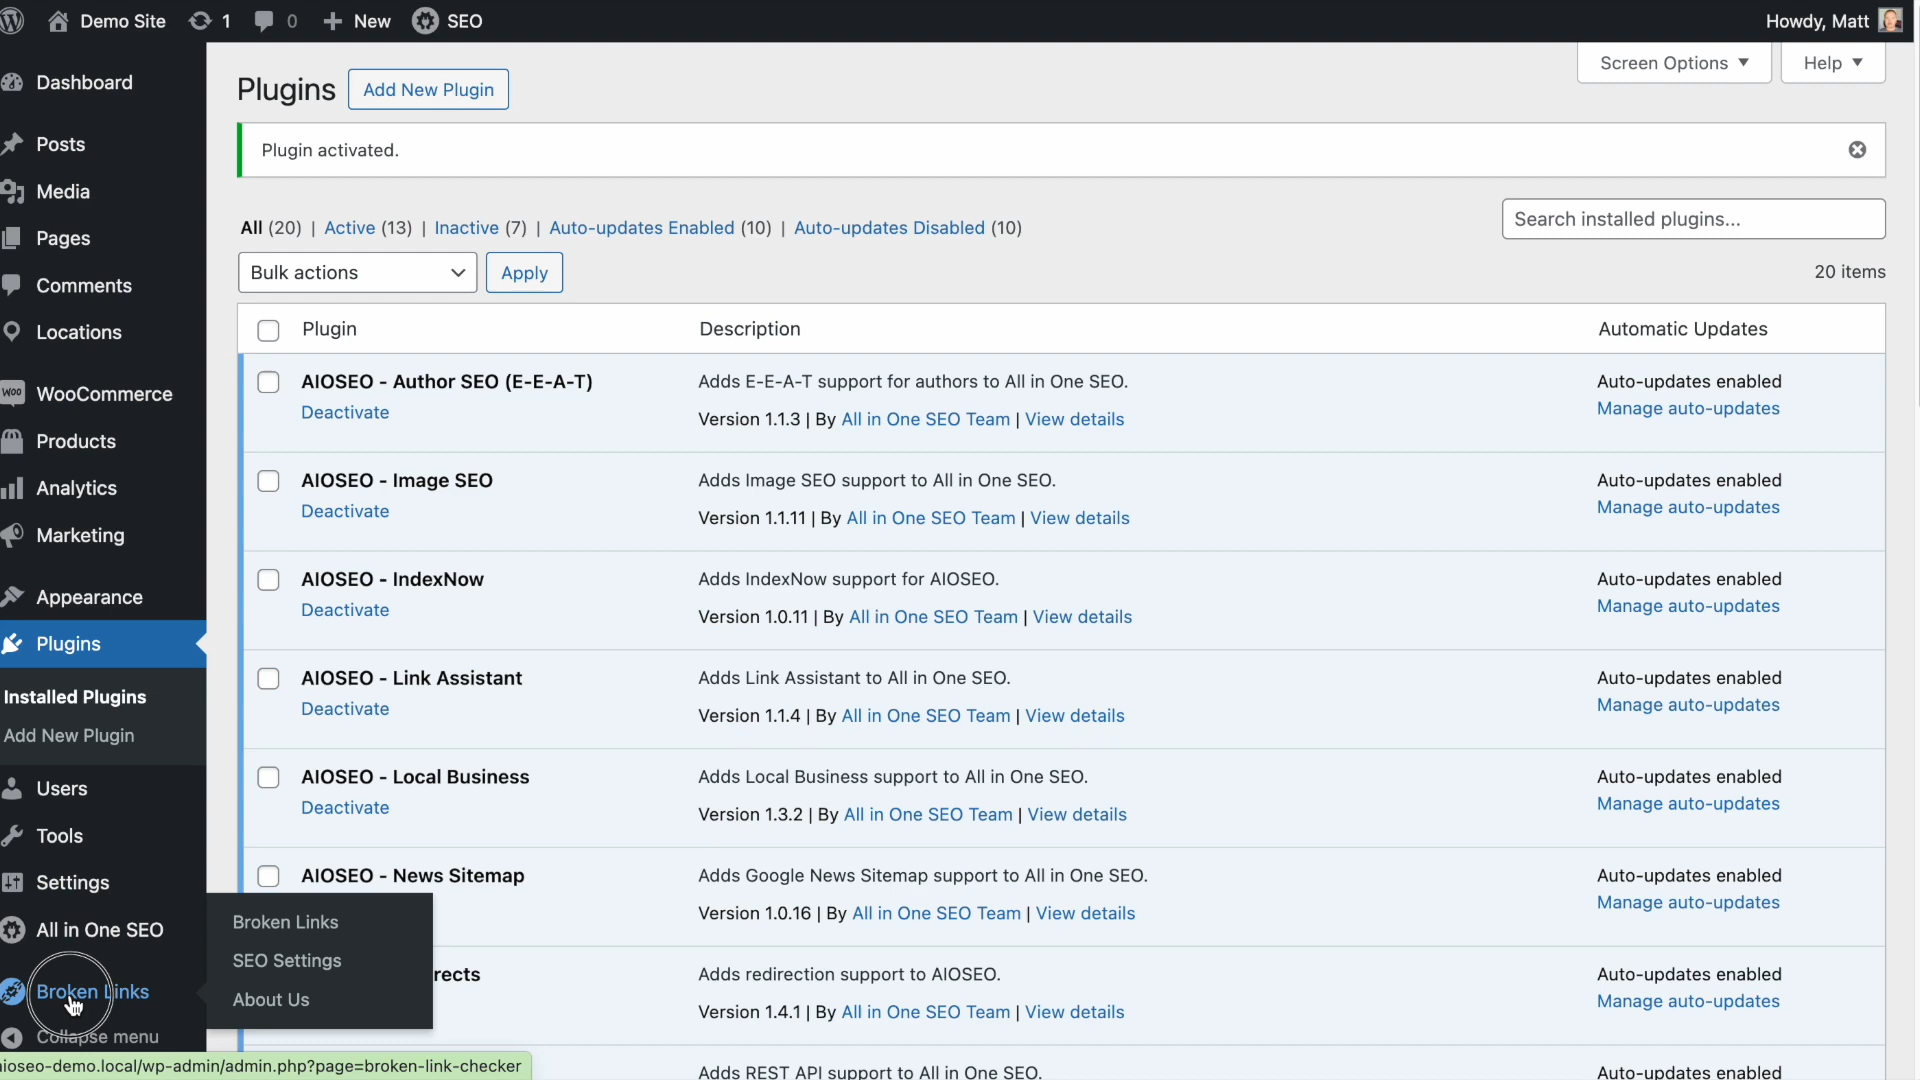 Demo Site 1 0 New SEO Howdy, Matt
Screen Options Help
Dashboard
Posts
Media
Pages
Comments
Locations
WOO WooCommerce
Products
Analytics
Marketing
Appearance
Plugins
Installed Plugins
Add New Plugin
Users
Tools
Settings
All in One SEO
Broken Links
Collapse menu
Broken Links
SEO Settings
About Us
Plugins Add New Plugin
Plugin activated.
All (20) | Active (13) | Inactive (7) | Auto-updates Enabled (10) | Auto-updates Disabled (10)
Search installed plugins...
Bulk actions Apply
20 items
Plugin Description Automatic Updates
AIOSEO - Author SEO (E-E-A-T) Adds E-E-A-T support for authors to All in One SEO. Auto-updates enabled
Deactivate Version 1.1.3 | By All in One SEO Team | View details Manage auto-updates
AIOSEO - Image SEO Adds Image SEO support to All in One SEO. Auto-updates enabled
Deactivate Version 1.1.11 | By All in One SEO Team | View details Manage auto-updates
AIOSEO - IndexNow Adds IndexNow support for AIOSEO. Auto-updates enabled
Deactivate Version 1.0.11 | By All in One SEO Team | View details Manage auto-updates
AIOSEO - Link Assistant Adds Link Assistant to All in One SEO. Auto-updates enabled
Deactivate Version 1.1.4 | By All in One SEO Team | View details Manage auto-updates
AIOSEO - Local Business Adds Local Business support to All in One SEO. Auto-updates enabled
Deactivate Version 1.3.2 | By All in One SEO Team | View details Manage auto-updates
AIOSEO - News Sitemap Adds Google News Sitemap support to All in One SEO. Auto-updates enabled
Version 1.0.16 | By All in One SEO Team | View details Manage auto-updates
rects Adds redirection support to AIOSEO. Auto-updates enabled
Version 1.4.1 | By All in One SEO Team | View details Manage auto-updates
Adds REST API support to All in One SEO. Auto-updates enabled
ioseo-demo.local/wp-admin/admin.php?page=broken-link-checker